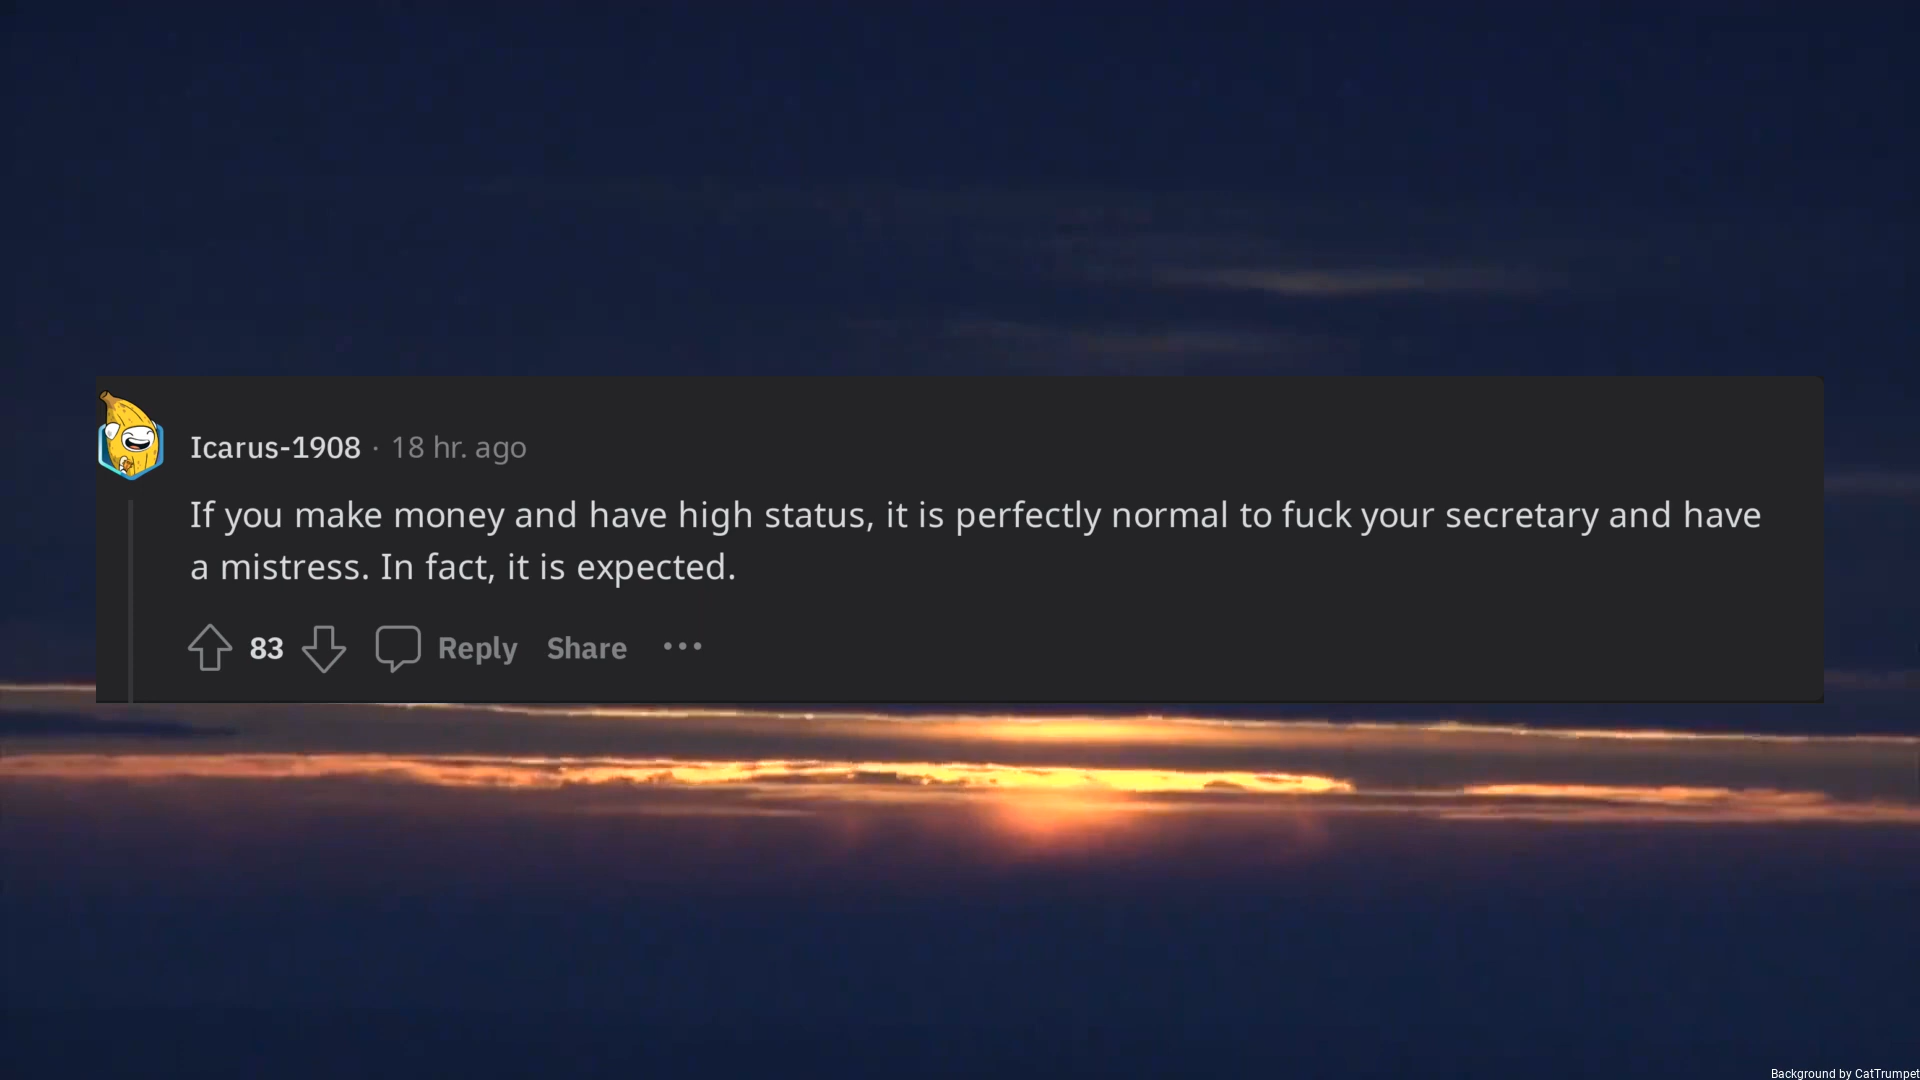 Icarus-1908 · 18 hr. ago
If you make money and have high status, it is perfectly normal to fuck your secretary and have
a mistress. In fact, it is expected.
83 Reply Share •••
Background by CatTrumpet